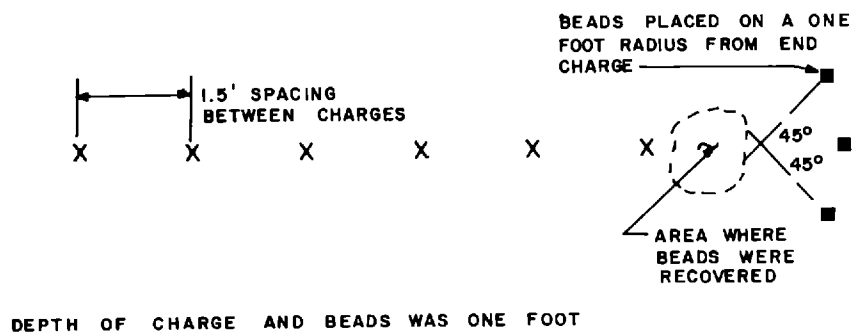 BEADS PLACED ON A ONE
FOOT RADIUS FROM END
CHARGE
1.5' SPACING
BETWEEN CHARGES
X X X X X X
45°
45°
AREA WHERE
BEADS WERE
RECOVERED
DEPTH OF CHARGE AND BEADS WAS ONE FOOT